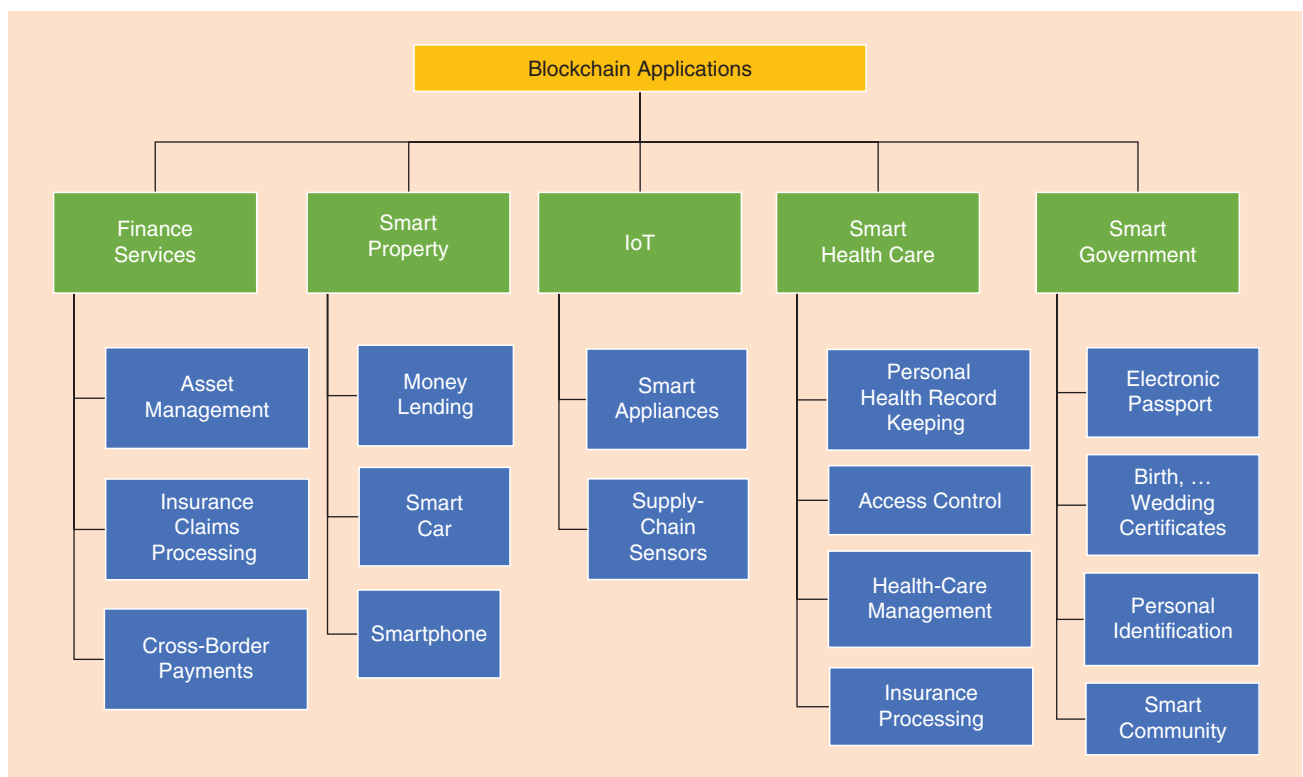 Blockchain Applications
Finance
Services
Smart
Property
IoT
Smart
Health Care
Smart
Government
Asset
Management
Insurance
Claims
Processing
Cross-Border
Payments
Money
Lending
Smart
Car
Smartphone
Smart
Appliances
Supply-
Chain
Sensors
Personal
Health Record
Keeping
Access Control
Health-Care
Management
Insurance
Processing
Electronic
Passport
Birth, …
Wedding
Certificates
Personal
Identification
Smart
Community